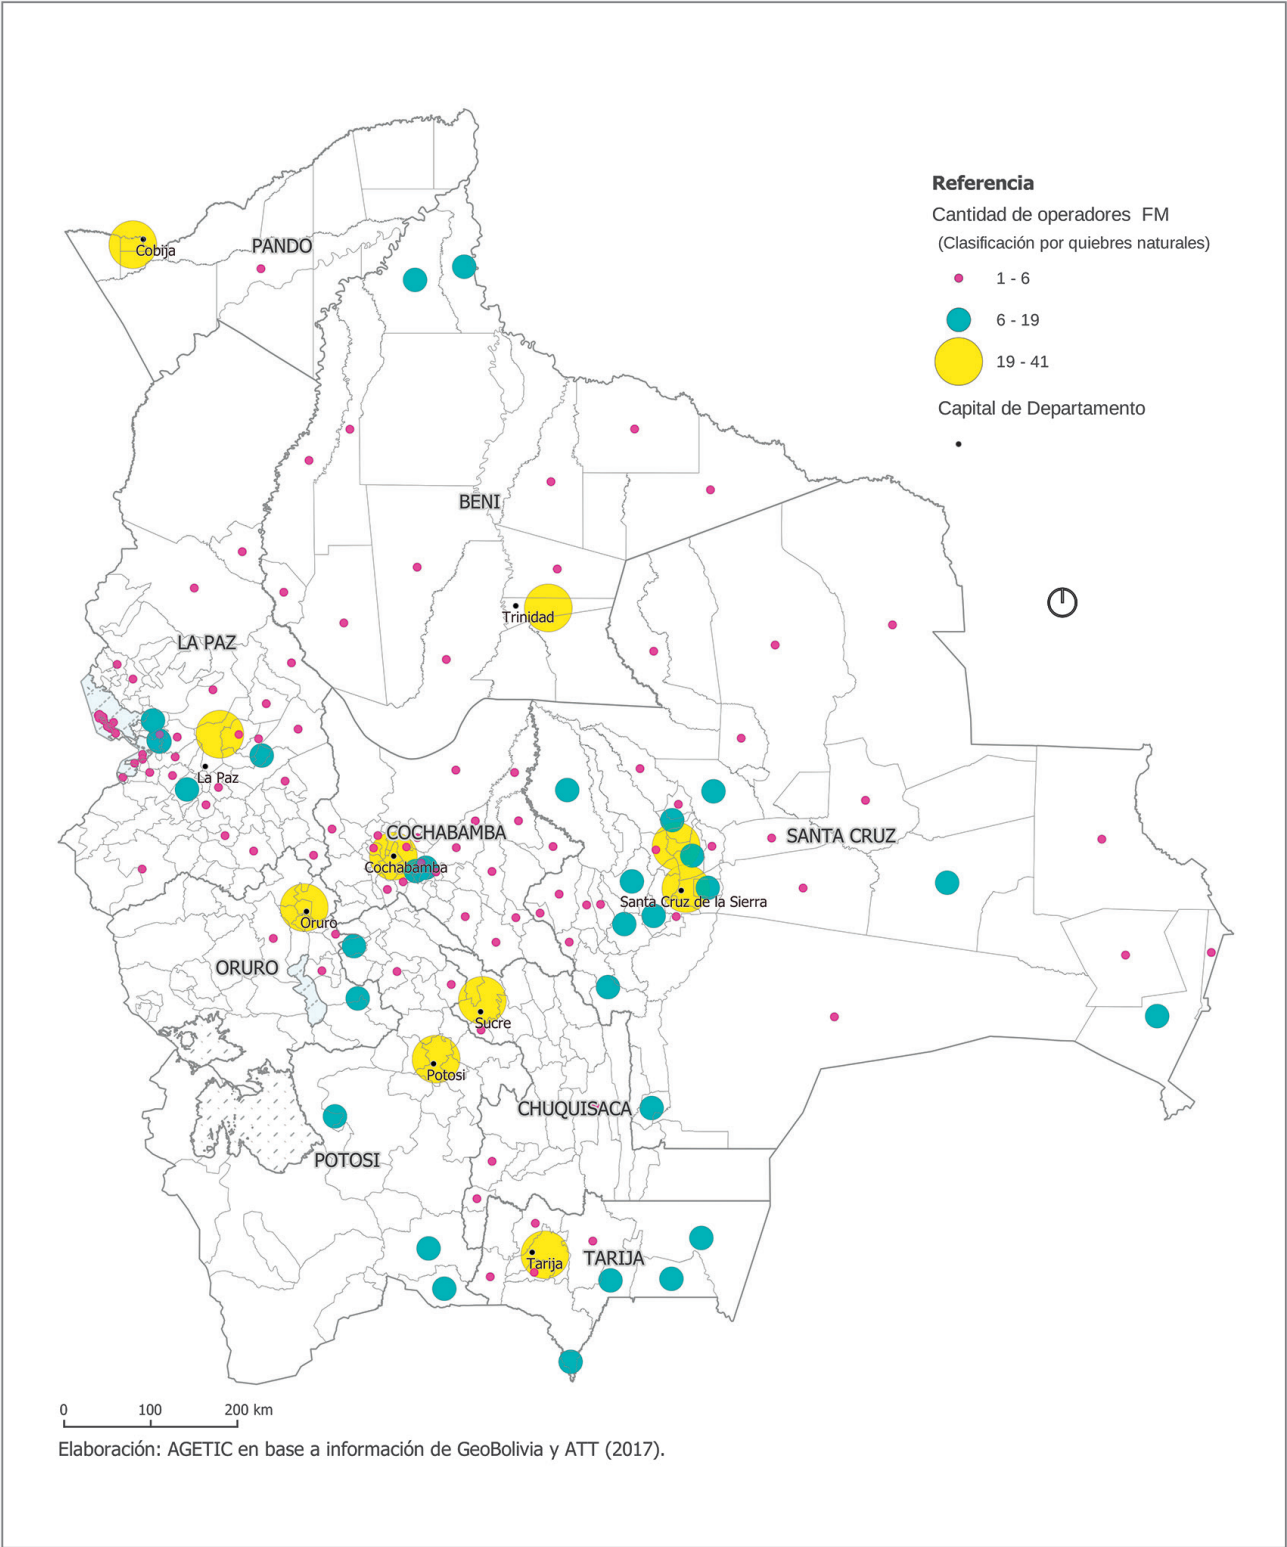 Referencia
Cantidad de operadores FM
(Clasificación por quiebres naturales)
1 - 6
6 - 19
19 - 41
Capital de Departamento
Cobija
PANDO
BENI
Trinidad
LA PAZ
La Paz
COCHABAMBA
Cochabamba
SANTA CRUZ
Santa Cruz de la Sierra
Oruro
ORURO
Sucre
Potosi
CHUQUISACA
POTOSI
Tarija
TARIJA
0 100 200 km
Elaboración: AGETIC en base a información de GeoBolivia y ATT (2017).